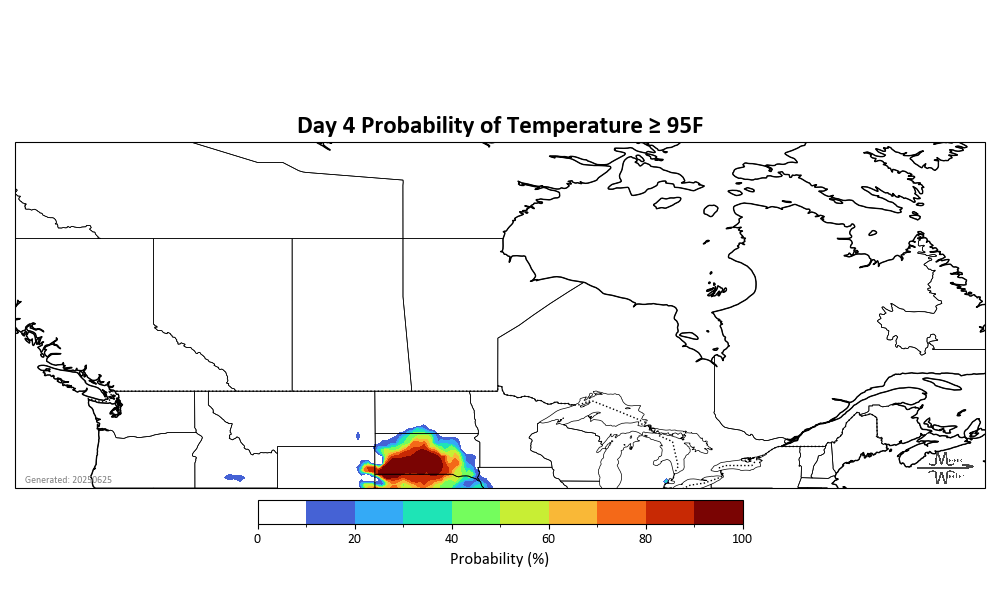 Day 4 Probability of Temperature ≥ 95F
Generated: 20250625
0 20 40 60 80 100
Probability (%)